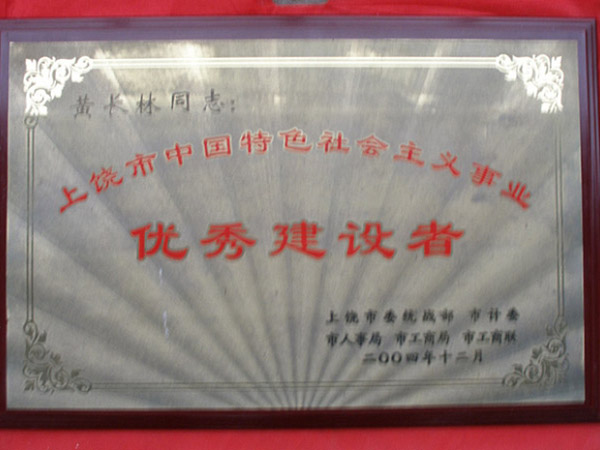 黄长林同志:
上饶市中国特色社会主义事业
优秀建设者
上饶市委统战部 市计委
市人事局 市工商局 市工商联
二〇〇四年十二月